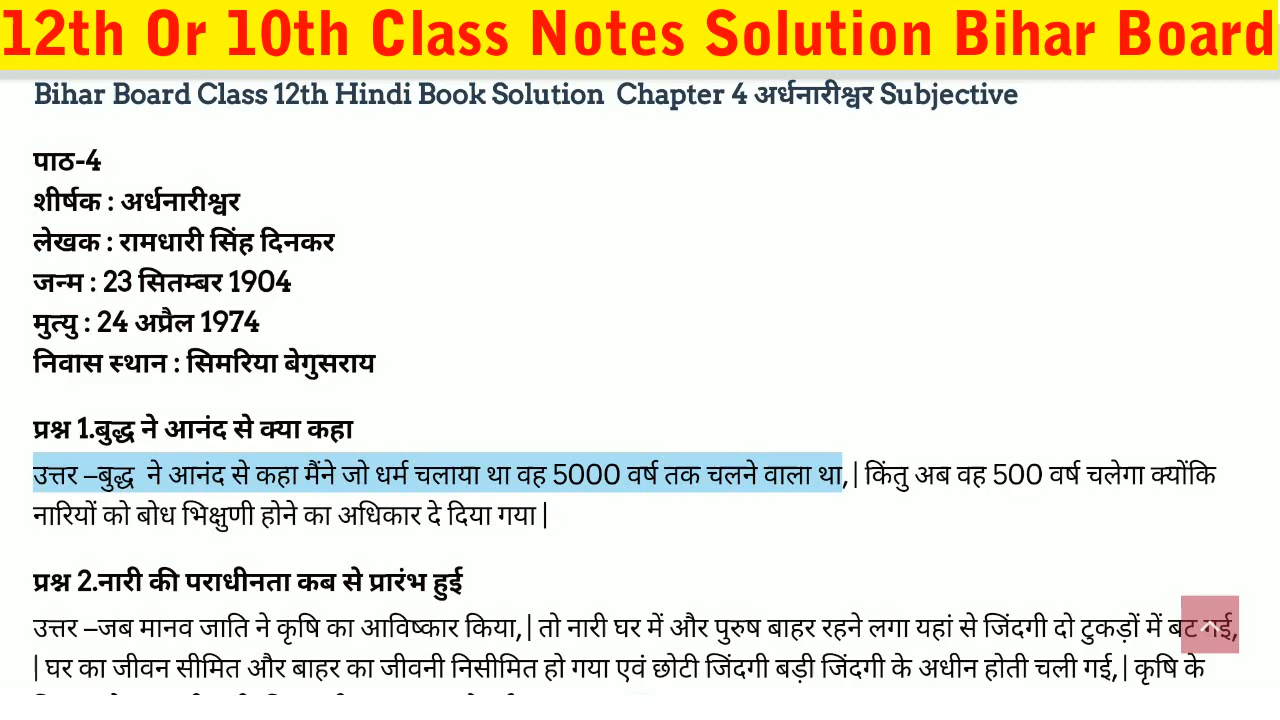 12th Or 10th Class Notes Solution Bihar Board
Bihar Board Class 12th Hindi Book Solution Chapter 4 अर्धनारीश्वर Subjective
पाठ-4
शीर्षक : अर्धनारीश्वर
लेखक : रामधारी सिंह दिनकर
जन्म : 23 सितम्बर 1904
मुत्यु : 24 अप्रैल 1974
निवास स्थान : सिमरिया बेगुसराय
प्रश्न 1.बुद्ध ने आनंद से क्या कहा
उत्तर –बुद्ध ने आनंद से कहा मैंने जो धर्म चलाया था वह 5000 वर्ष तक चलने वाला था,| किंतु अब वह 500 वर्ष चलेगा क्योंकि
नारियों को बोध भिक्षुणी होने का अधिकार दे दिया गया |
प्रश्न 2.नारी की पराधीनता कब से प्रारंभ हुई
उत्तर –जब मानव जाति ने कृषि का आविष्कार किया,| तो नारी घर में और पुरुष बाहर रहने लगा यहां से जिंदगी दो टुकड़ों में बट गई,
| घर का जीवन सीमित और बाहर का जीवनी निसीमित हो गया एवं छोटी जिंदगी बड़ी जिंदगी के अधीन होती चली गई,| कृषि के